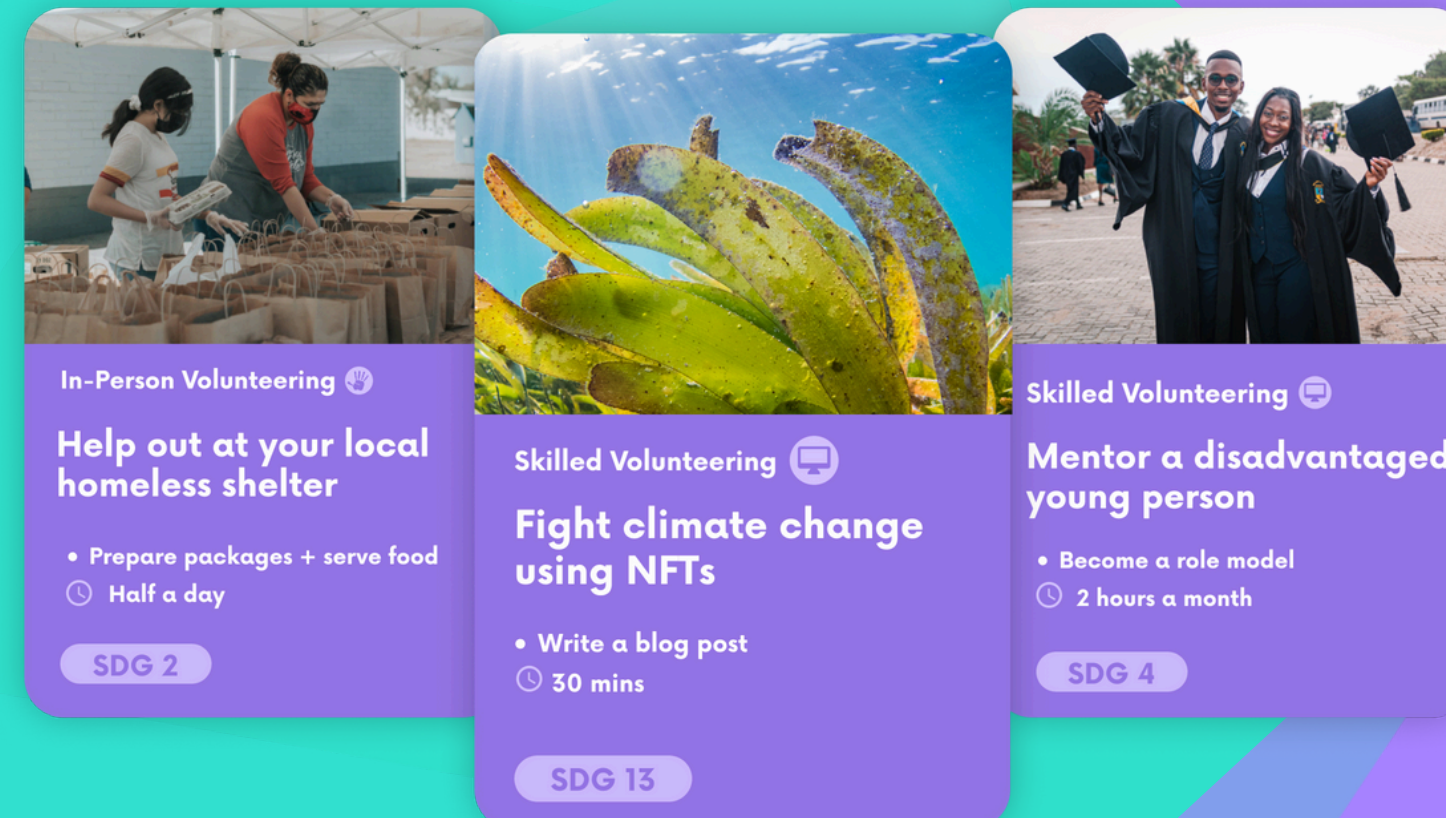 In-Person Volunteering
Help out at your local
homeless shelter
• Prepare packages + serve food
Half a day
SDG 2
Skilled Volunteering
Fight climate change
using NFTs
• Write a blog post
30 mins
SDG 13
Skilled Volunteering
Mentor a disadvantaged
young person
• Become a role model
2 hours a month
SDG 4